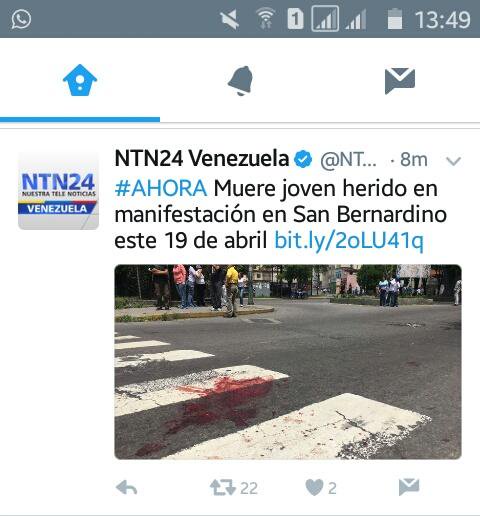 1 13:49
NTN24 Venezuela @NT... · 8m
NTN24
NUESTRA TELE NOTICIAS
VENEZUELA
#AHORA Muere joven herido en
manifestación en San Bernardino
este 19 de abril bit.ly/2oLU41q
22 2